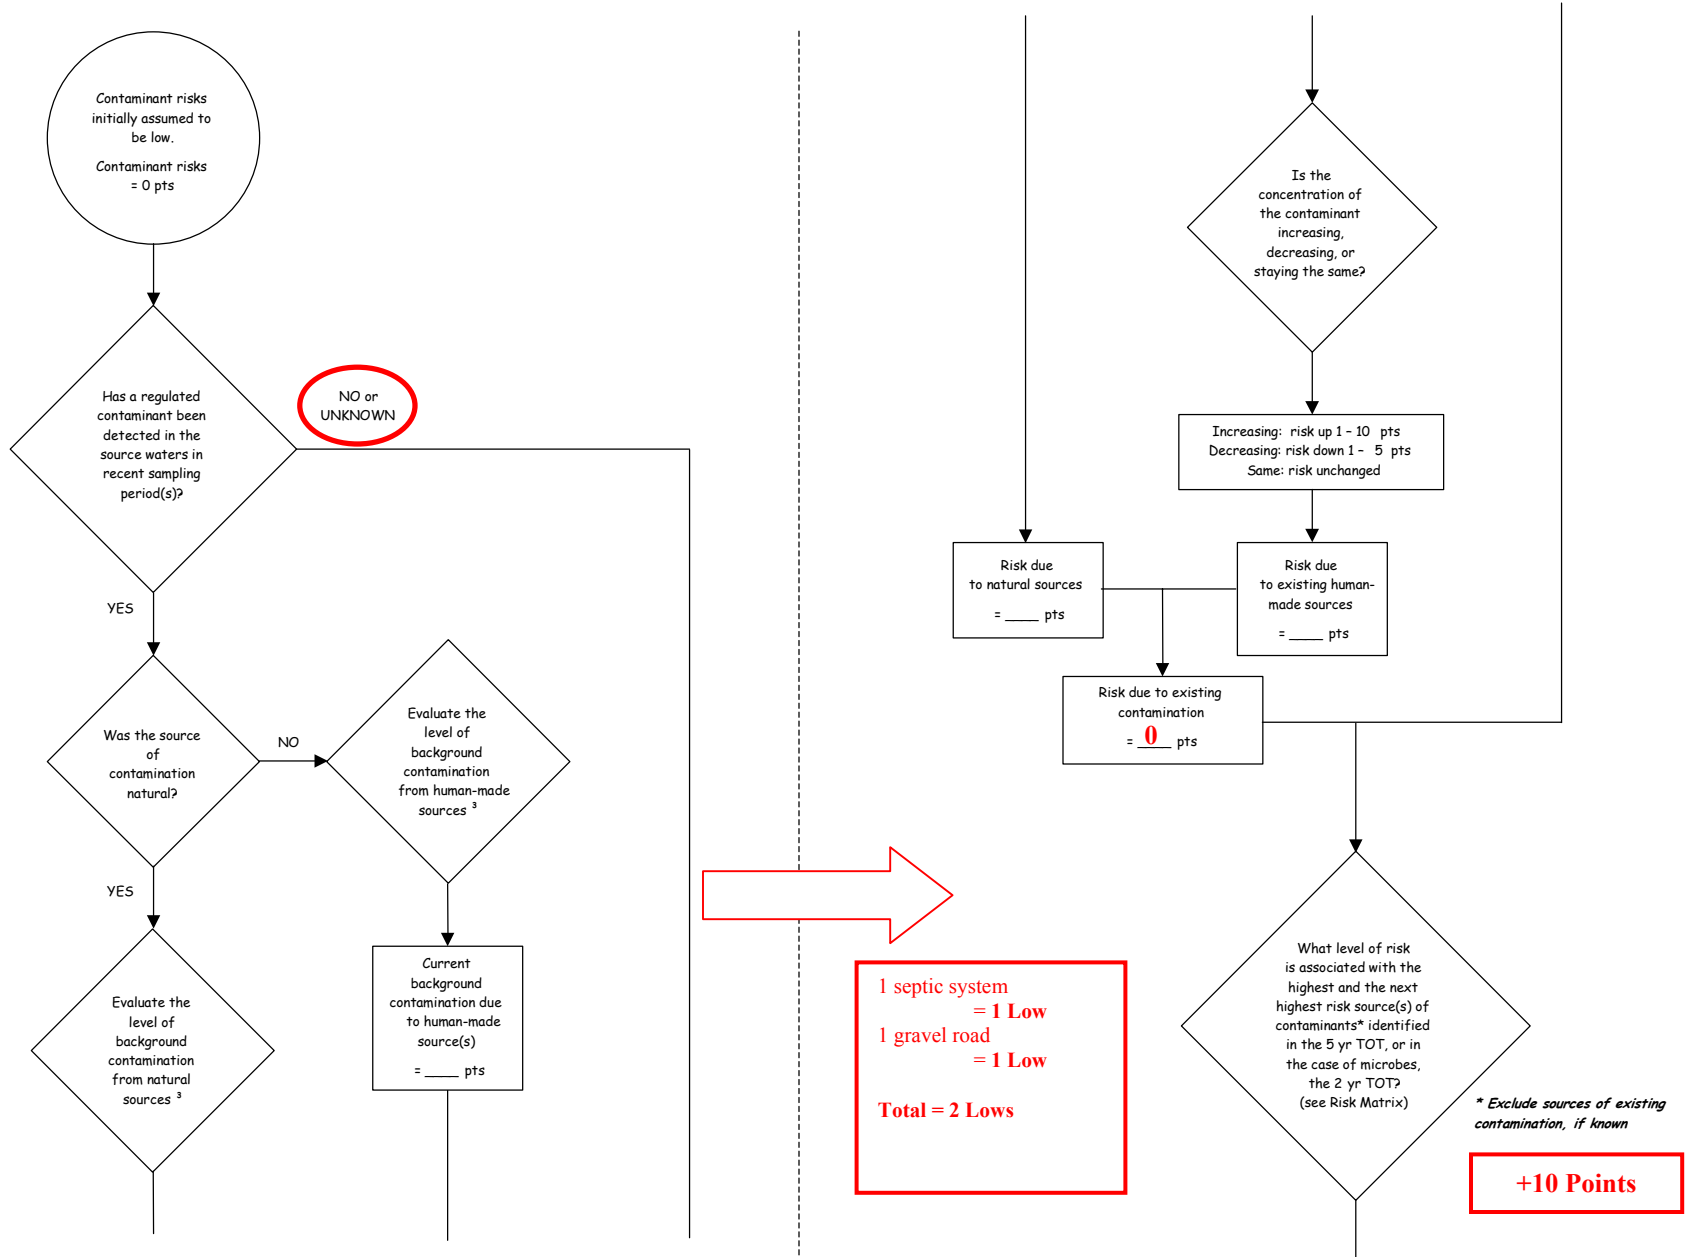 Contaminant risks
initially assumed to
be low.
Contaminant risks
= 0 pts
Has a regulated
contaminant been
detected in the
source waters in
recent sampling
period(s)?
NO or
UNKNOWN
YES
Was the source
of
contamination
natural?
NO
Evaluate the
level of
background
contamination
from human-made
sources ³
YES
Evaluate the
level of
background
contamination
from natural
sources ³
Current
background
contamination due
to human-made
source(s)
= ____ pts
Is the
concentration of
the contaminant
increasing,
decreasing, or
staying the same?
Increasing: risk up 1 – 10 pts
Decreasing: risk down 1 – 5 pts
Same: risk unchanged
Risk due
to natural sources
= ____ pts
Risk due
to existing human-
made sources
= ____ pts
Risk due to existing
contamination
= 0 pts
1 septic system
= 1 Low
1 gravel road
= 1 Low
Total = 2 Lows
What level of risk
is associated with the
highest and the next
highest risk source(s) of
contaminants* identified
in the 5 yr TOT, or in
the case of microbes,
the 2 yr TOT?
(see Risk Matrix)
* Exclude sources of existing
contamination, if known
+10 Points